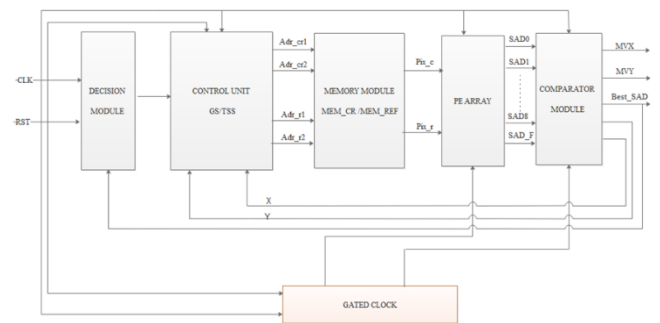 CLK
RST
DECISION
MODULE
CONTROL UNIT
GS/TSS
Adr_cr1
Adr_cr2
Adr_r1
Adr_r2
MEMORY MODULE
MEM_CR /MEM_REF
Pix_c
Pix_r
PE ARRAY
SAD0
SAD1
SAD8
SAD_F
COMPARATOR
MODULE
MVX
MVY
Best_SAD
X
Y
GATED CLOCK